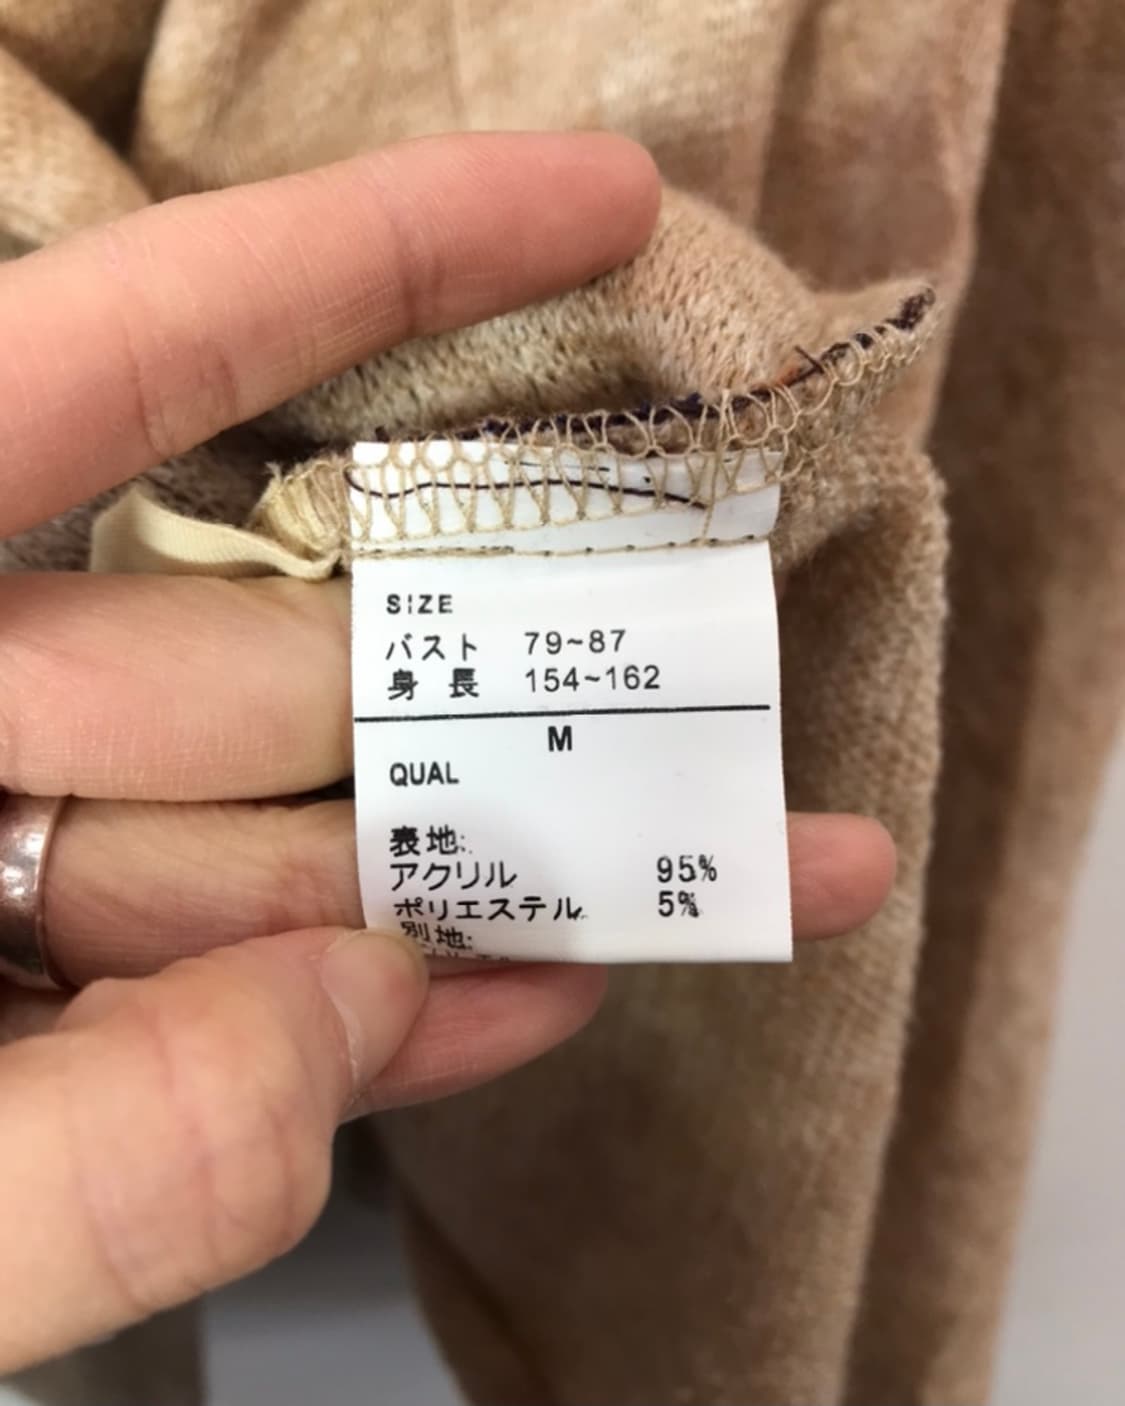 SIZE
バスト 79~87
身 長 154~162
M
QUAL
表地:
アクリル 95%
ポリエステル 5%
別地: